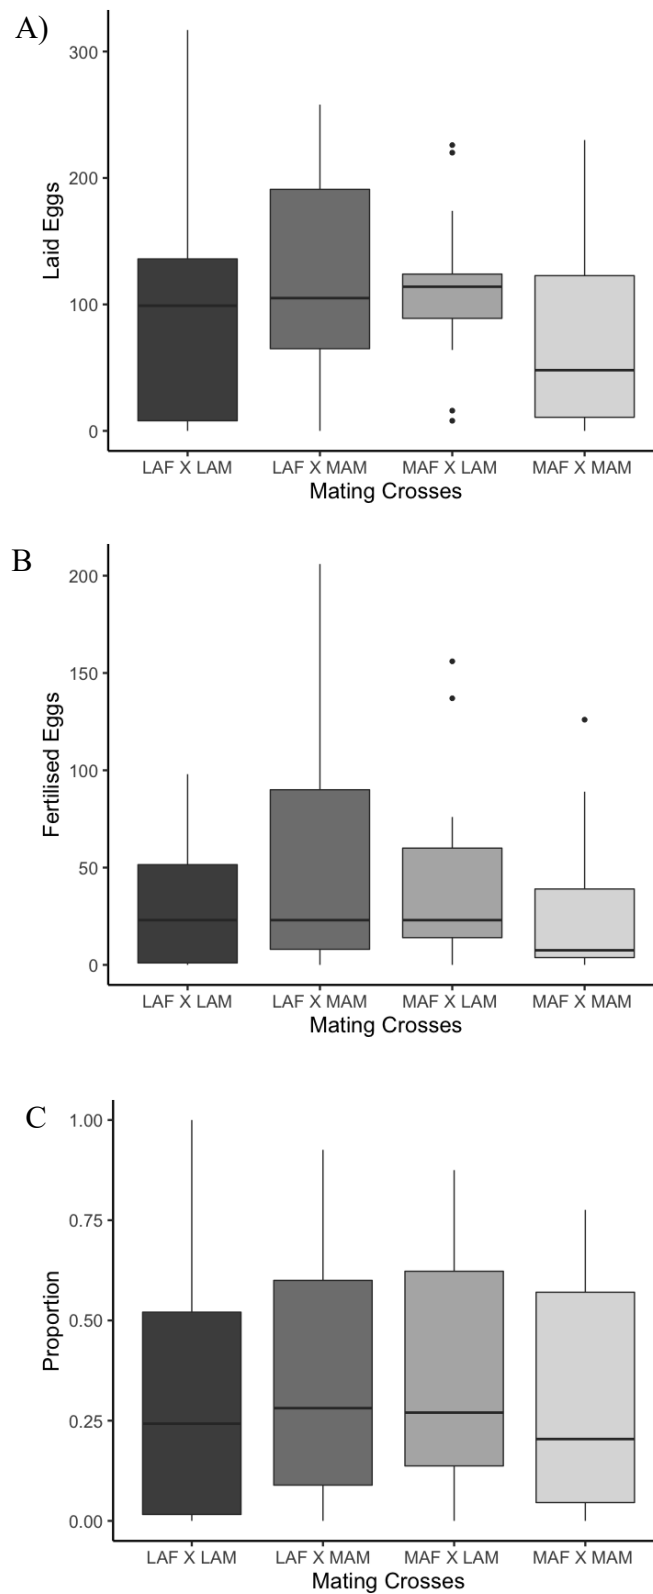 A)
300
200
100
0
Laid Eggs
LAF X LAM LAF X MAM MAF X LAM MAF X MAM
Mating Crosses
B
200
150
100
50
0
Fertilised Eggs
LAF X LAM LAF X MAM MAF X LAM MAF X MAM
Mating Crosses
C
1.00
0.75
0.50
0.25
0.00
Proportion
LAF X LAM LAF X MAM MAF X LAM MAF X MAM
Mating Crosses